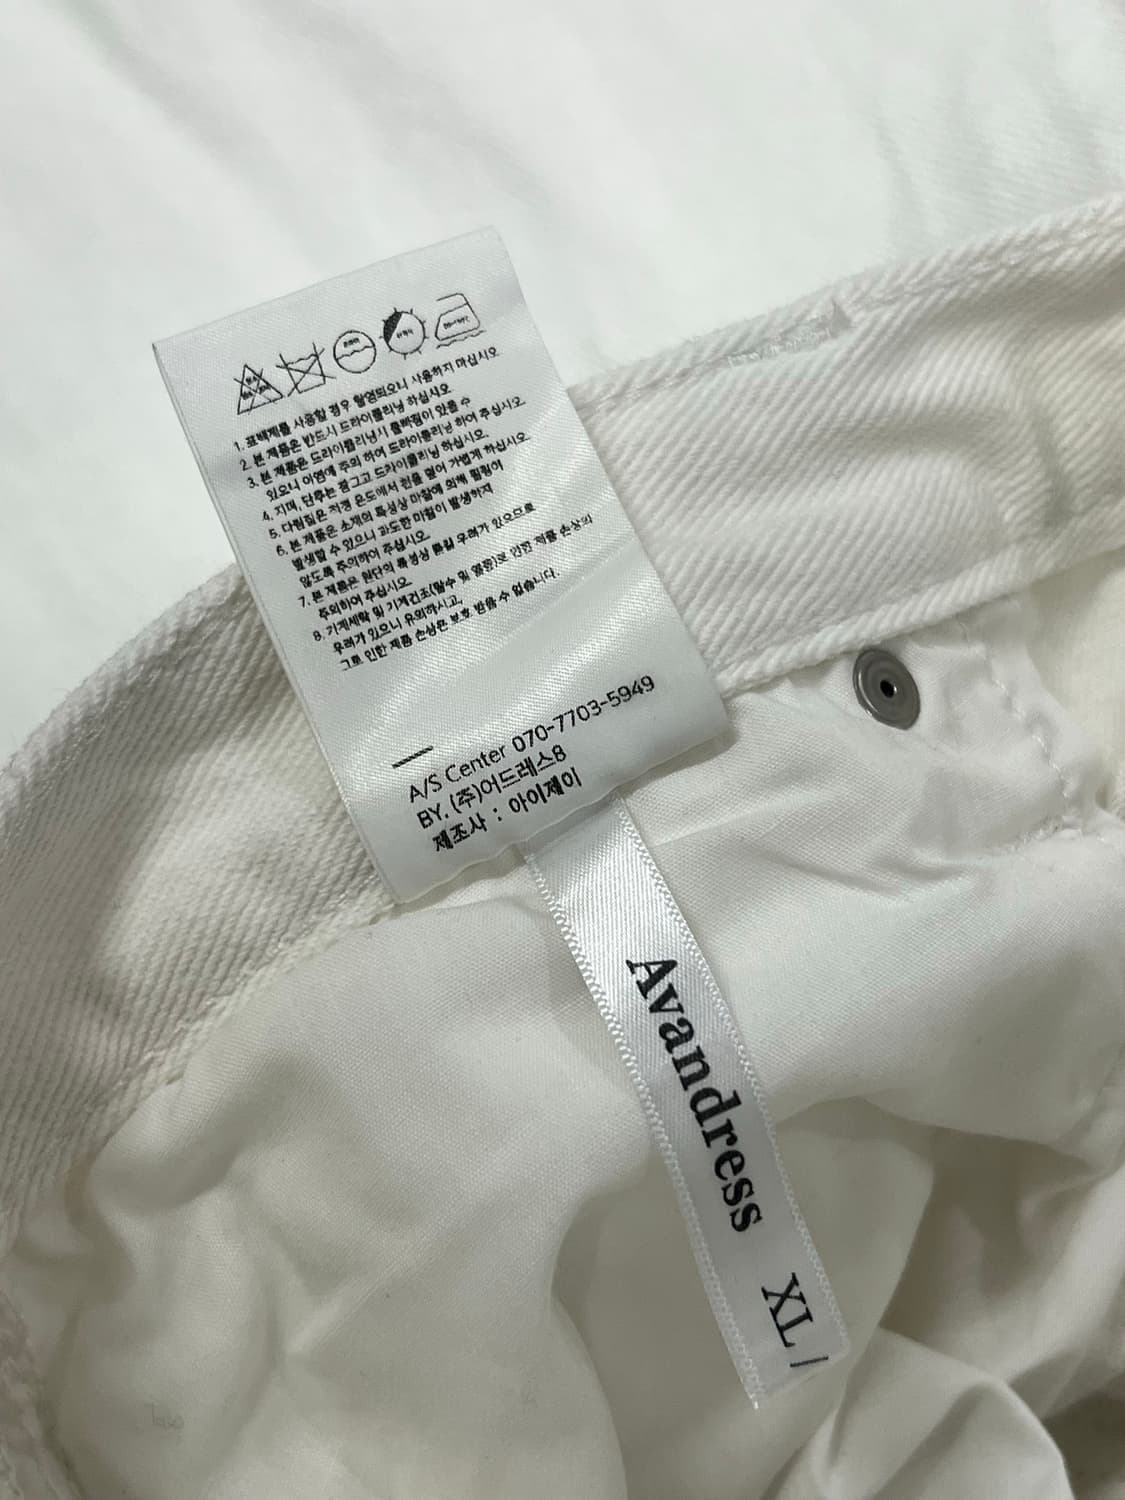 1. 표백제를 사용할 경우 탈염되오니 사용하지 마십시오
2. 본 제품은 반드시 드라이클리닝 하십시오.
3. 본 제품은 드라이클리닝시 물빠짐이 있을 수
있으니 이염에 주의 하여 드라이클리닝 하여 주십시오.
4. 지퍼, 단추는 잠그고 드라이클리닝 하십시오.
5. 다림질은 적정 온도에서 천을 덮어 가볍게 하십시오.
6. 본 제품은 소재의 특성상 마찰에 의해 필링이
발생할 수 있으니 과도한 마찰이 발생하지
않도록 주의하여 주십시오.
7. 본 제품은 원단의 특성상 뜯길 우려가 있으므로
주의하여 주십시오.
8. 기계세탁 및 기계건조(탈수 및 열풍)로 인한 제품 손상의
우려가 있으니 유의하시고,
그로 인한 제품 손상은 보호 받을 수 없습니다.
A/S Center 070-7703-5949
BY. (주)어드레스8
제조사 : 아이제이
Avandress XL /